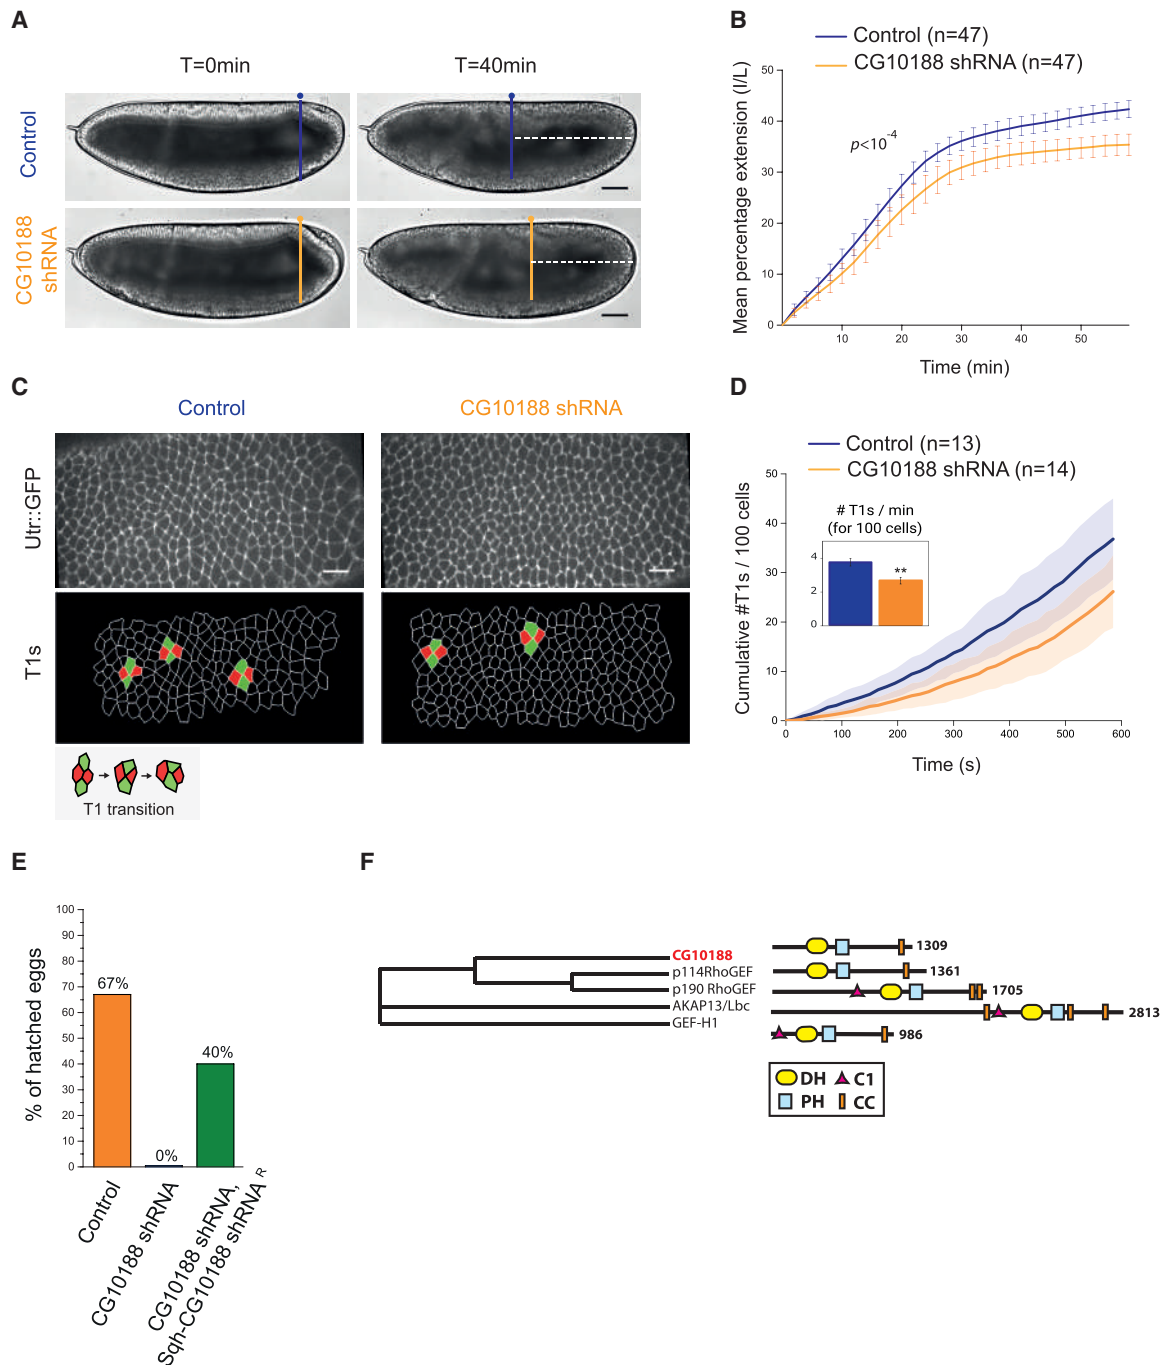 A
T=0min
T=40min
Control
CG10188
shRNA
B
Control (n=47)
CG10188 shRNA (n=47)
Mean percentage extension (l/L)
50
40
30
20
10
0
p<10⁻⁴
10
20
30
40
50
Time (min)
C
Control
CG10188 shRNA
Utr::GFP
T1s
T1 transition
D
Control (n=13)
CG10188 shRNA (n=14)
Cumulative #T1s / 100 cells
50
40
30
20
10
0
# T1s / min
(for 100 cells)
4
2
0
**
0
100
200
300
400
500
600
Time (s)
E
% of hatched eggs
100
90
80
70
60
50
40
30
20
10
0
67%
0%
40%
Control
CG10188 shRNA
CG10188 shRNA,
Sqh-CG10188 shRNA R
F
CG10188
p114RhoGEF
p190 RhoGEF
AKAP13/Lbc
GEF-H1
1309
1361
1705
2813
986
DH
C1
PH
CC